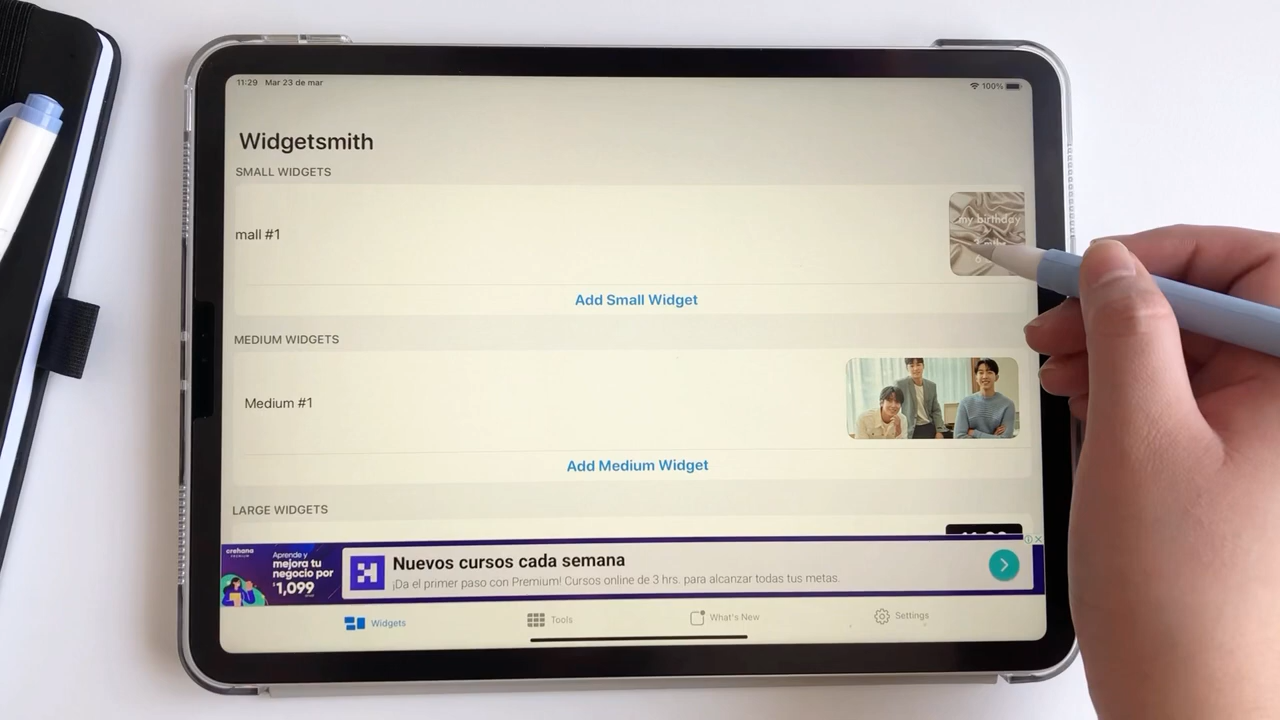 11:29 Mar 23 de mar
100%
Widgetsmith
SMALL WIDGETS
mall #1
my birthday
Add Small Widget
MEDIUM WIDGETS
Medium #1
Add Medium Widget
LARGE WIDGETS
crehana
PREMIUM
Aprende y
mejora tu
negocio por
$1,099
Nuevos cursos cada semana
¡Da el primer paso con Premium! Cursos online de 3 hrs. para alcanzar todas tus metas.
Widgets
Tools
What's New
Settings